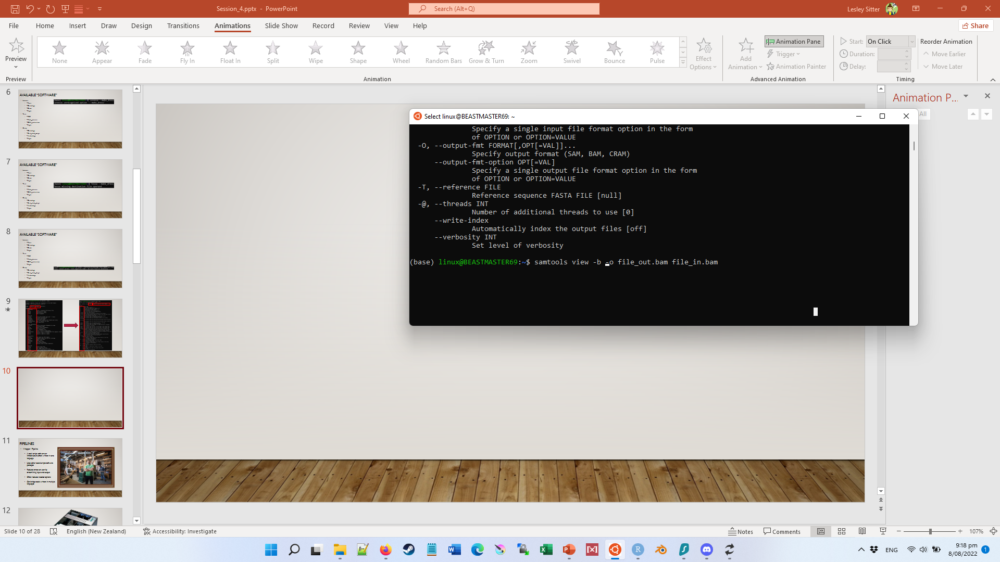 Session_4.pptx - PowerPoint
Search (Alt+Q)
Lesley Sitter
File Home Insert Draw Design Transitions Animations Slide Show Record Review View Help
Share
Preview
None Appear Fade Fly In Float In Split Wipe Shape Wheel Random Bars Grow & Turn Zoom Swivel Bounce Pulse
Effect Options
Add Animation
Animation Pane
Trigger
Animation Painter
Start: On Click
Duration:
Delay:
Reorder Animation
Move Earlier
Move Later
Preview
Animation
Advanced Animation
Timing
6
AVAILABLE "SOFTWARE"
7
AVAILABLE "SOFTWARE"
8
AVAILABLE "SOFTWARE"
9
10
11
PIPELINES
12
Animation P...
All
Select linux@BEASTMASTER69: ~
Specify a single input file format option in the form
of OPTION or OPTION=VALUE
-O, --output-fmt FORMAT[,OPT[=VAL]]...
Specify output format (SAM, BAM, CRAM)
--output-fmt-option OPT[=VAL]
Specify a single output file format option in the form
of OPTION or OPTION=VALUE
-T, --reference FILE
Reference sequence FASTA FILE [null]
-@, --threads INT
Number of additional threads to use [0]
--write-index
Automatically index the output files [off]
--verbosity INT
Set level of verbosity
(base) linux@BEASTMASTER69:~$ samtools view -b -o file_out.bam file_in.bam
Slide 10 of 28
English (New Zealand)
Accessibility: Investigate
Notes
Comments
107%
ENG
9:18 pm
8/08/2022
1